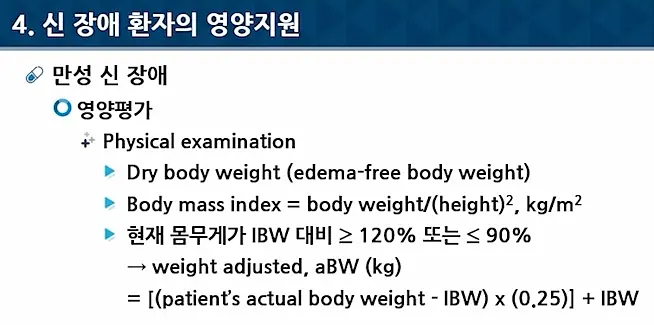 4. 신 장애 환자의 영양지원
만성 신 장애
영양평가
Physical examination
Dry body weight (edema-free body weight)
Body mass index = body weight/(height)², kg/m²
현재 몸무게가 IBW 대비 ≥ 120% 또는 ≤ 90%
→ weight adjusted, aBW (kg)
= [(patient's actual body weight - IBW) x (0.25)] + IBW